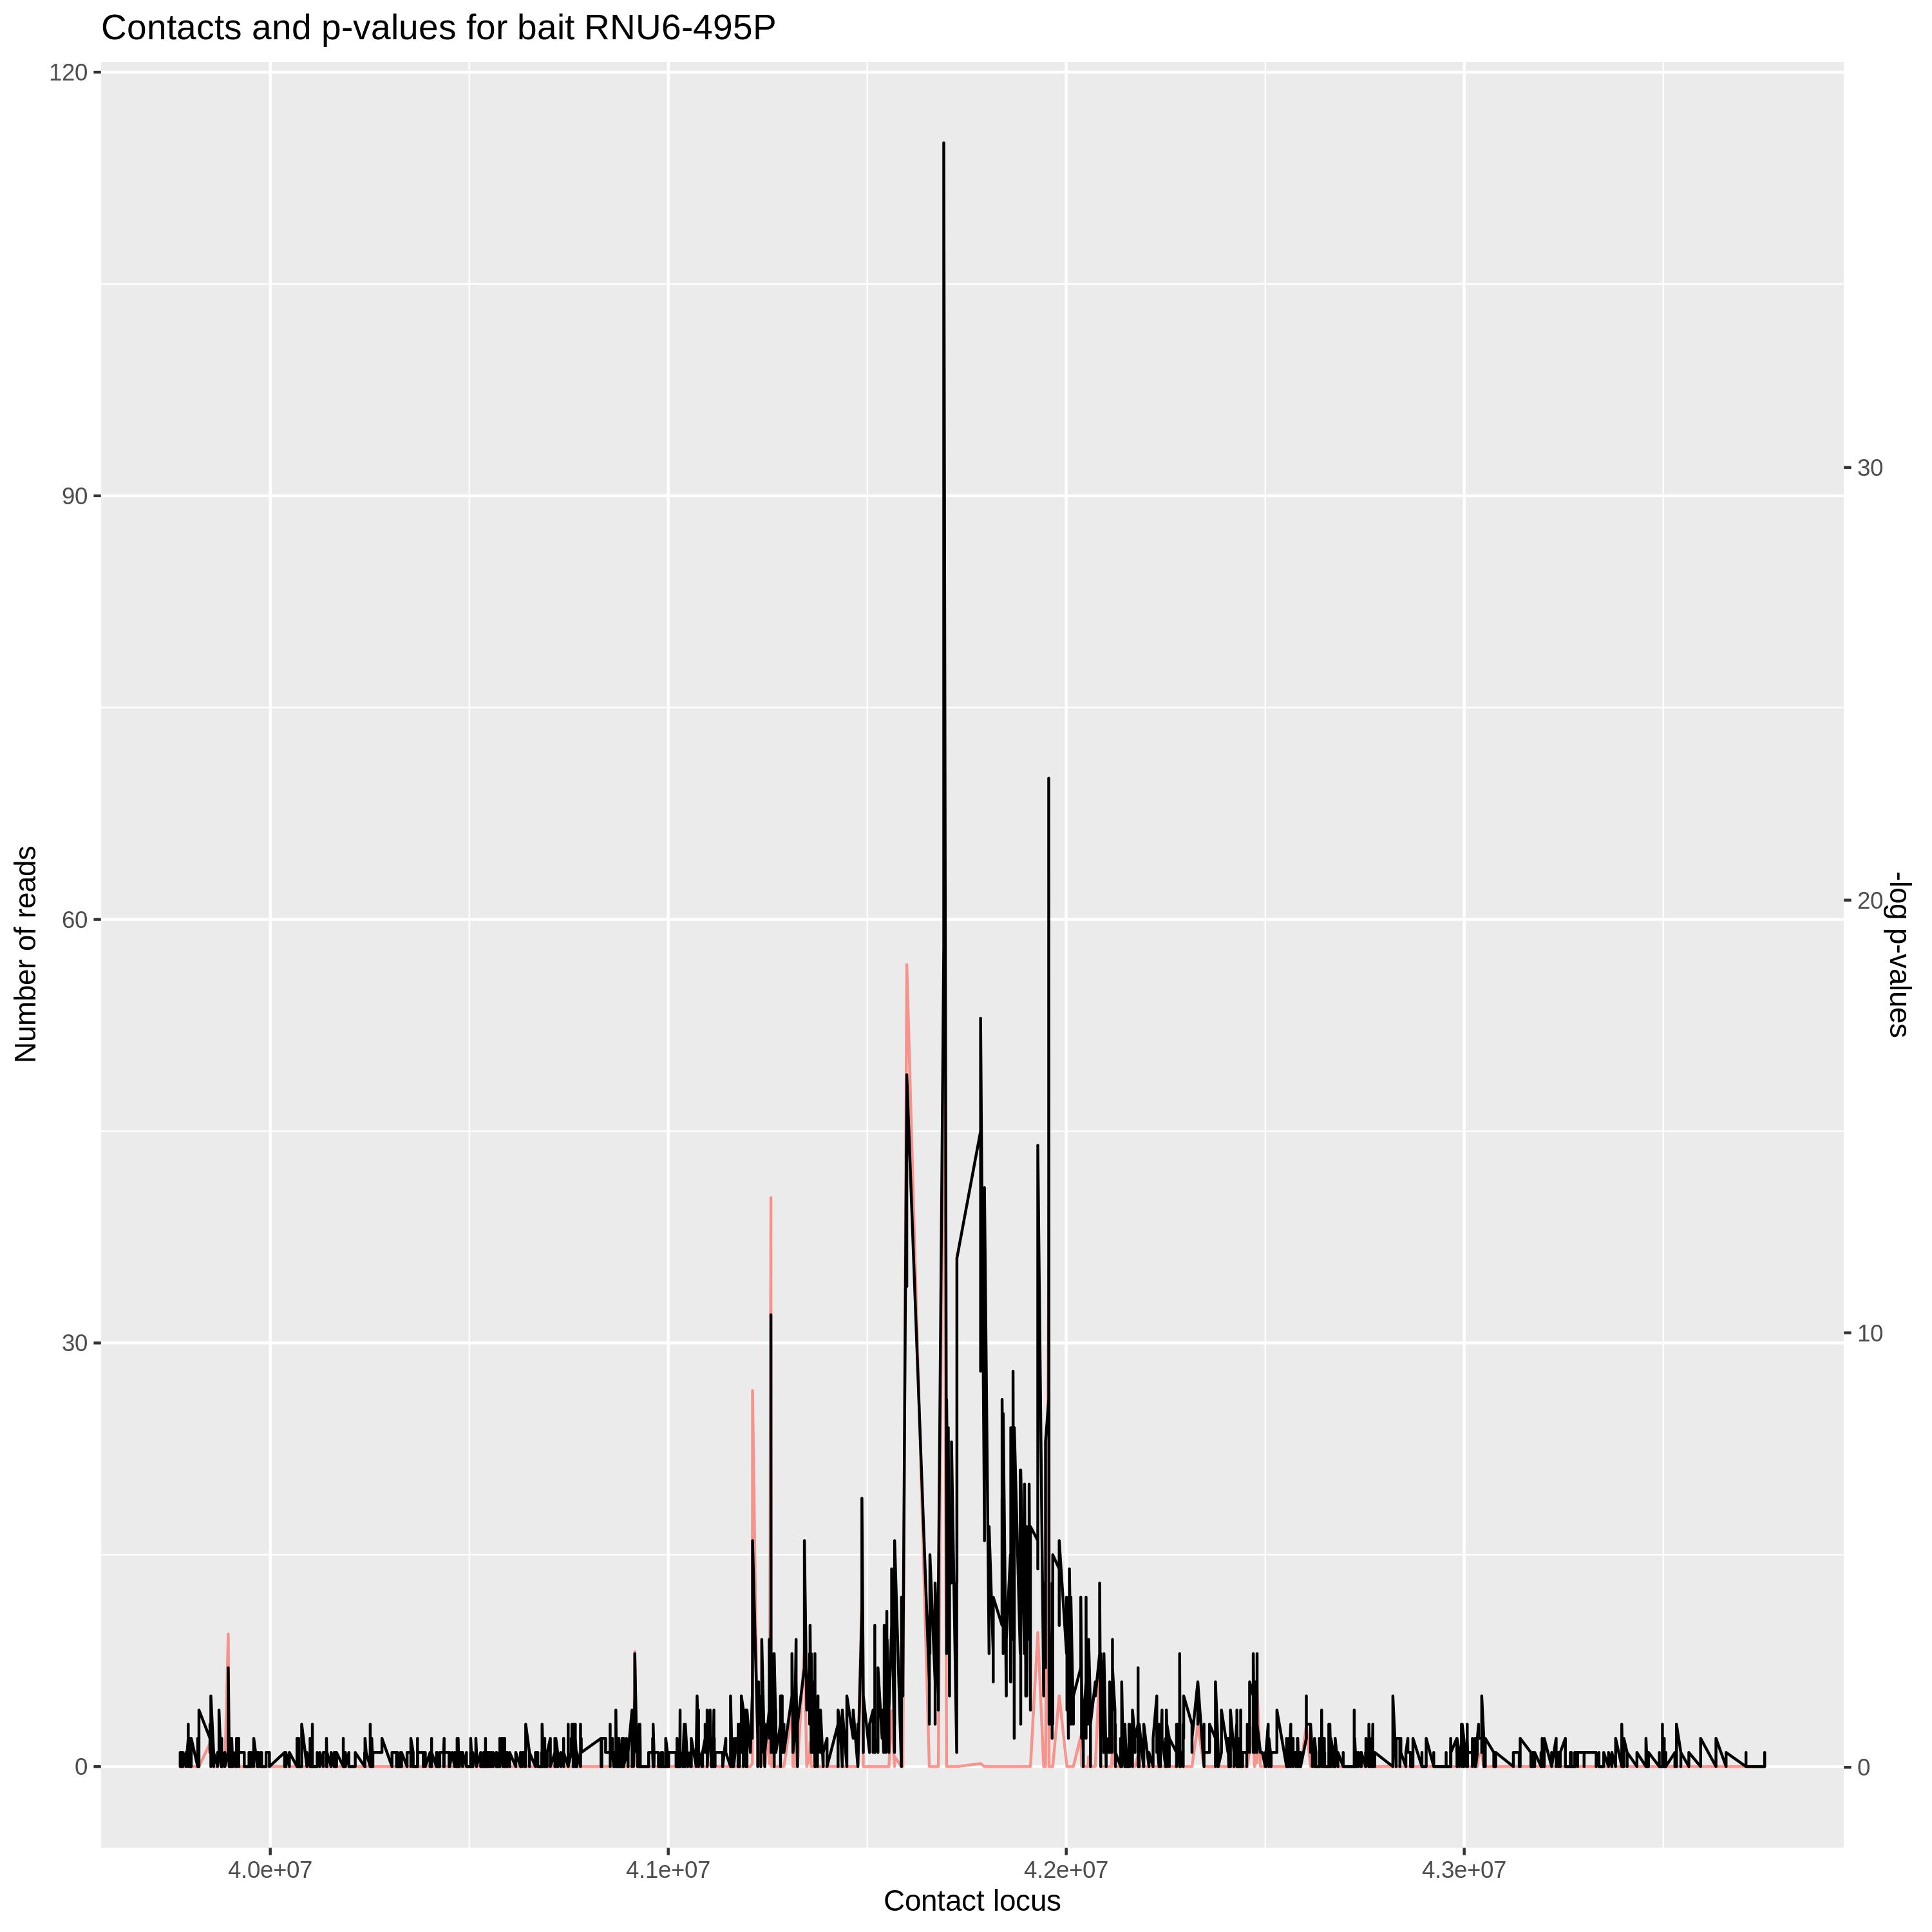 Contacts and p-values for bait RNU6-495P
120
90
60
30
0
Number of reads
30
20
10
0
-log p-values
4.0e+07
4.1e+07
4.2e+07
4.3e+07
Contact locus